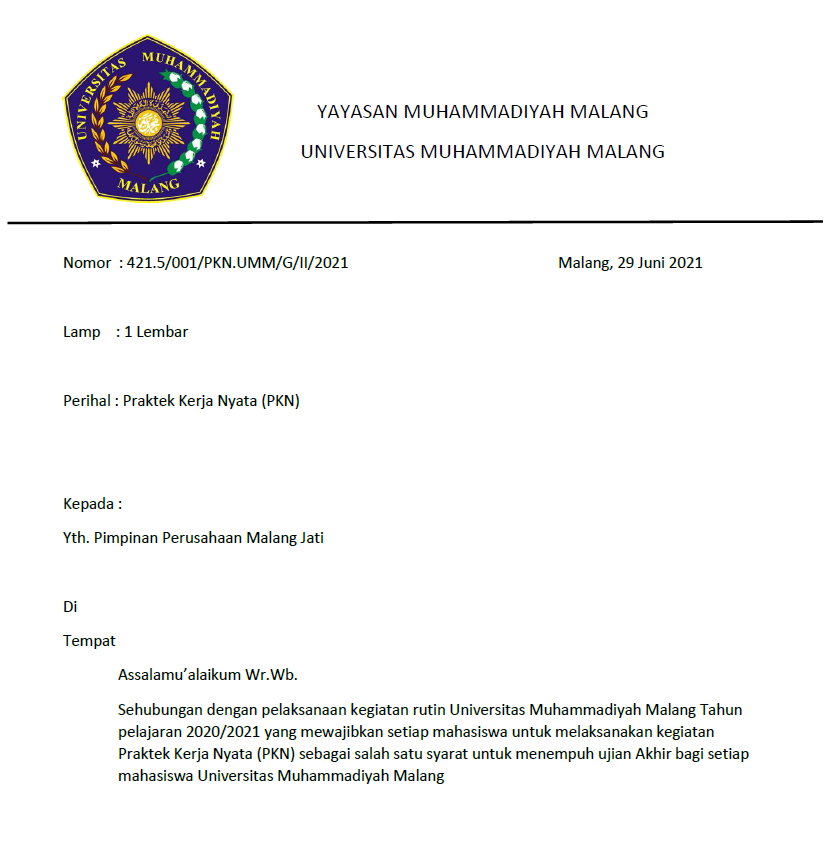 UNIVERSITAS MUHAMMADIYAH
MALANG
YAYASAN MUHAMMADIYAH MALANG
UNIVERSITAS MUHAMMADIYAH MALANG
Nomor : 421.5/001/PKN.UMM/G/II/2021 Malang, 29 Juni 2021
Lamp : 1 Lembar
Perihal : Praktek Kerja Nyata (PKN)
Kepada :
Yth. Pimpinan Perusahaan Malang Jati
Di
Tempat
Assalamu’alaikum Wr.Wb.
Sehubungan dengan pelaksanaan kegiatan rutin Universitas Muhammadiyah Malang Tahun
pelajaran 2020/2021 yang mewajibkan setiap mahasiswa untuk melaksanakan kegiatan
Praktek Kerja Nyata (PKN) sebagai salah satu syarat untuk menempuh ujian Akhir bagi setiap
mahasiswa Universitas Muhammadiyah Malang